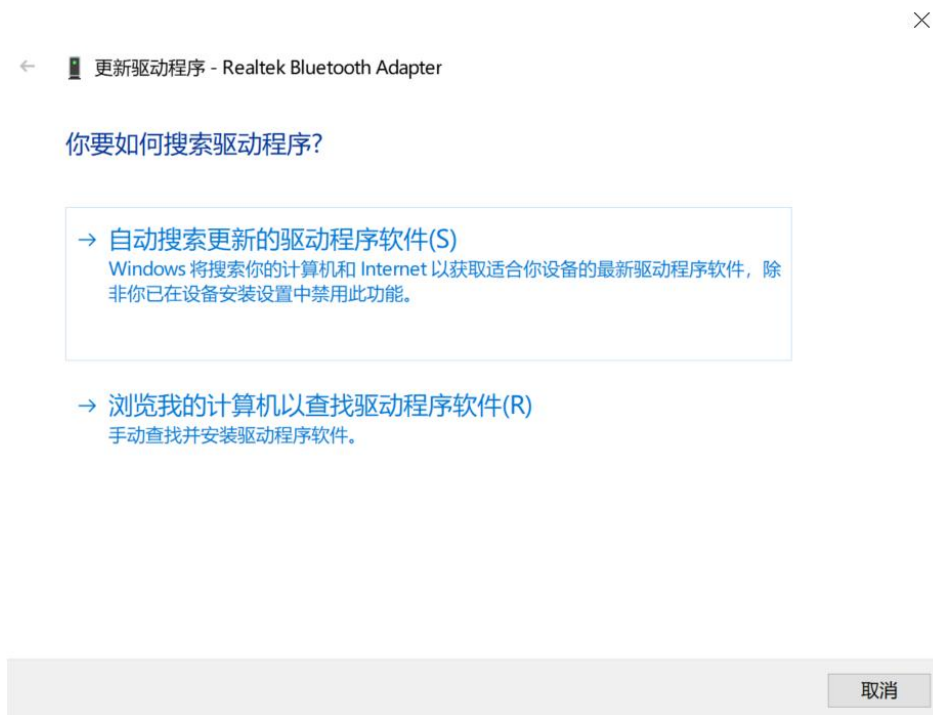 更新驱动程序 - Realtek Bluetooth Adapter
你要如何搜索驱动程序?
→ 自动搜索更新的驱动程序软件(S)
Windows 将搜索你的计算机和 Internet 以获取适合你设备的最新驱动程序软件，除
非你已在设备安装设置中禁用此功能。
→ 浏览我的计算机以查找驱动程序软件(R)
手动查找并安装驱动程序软件。
取消